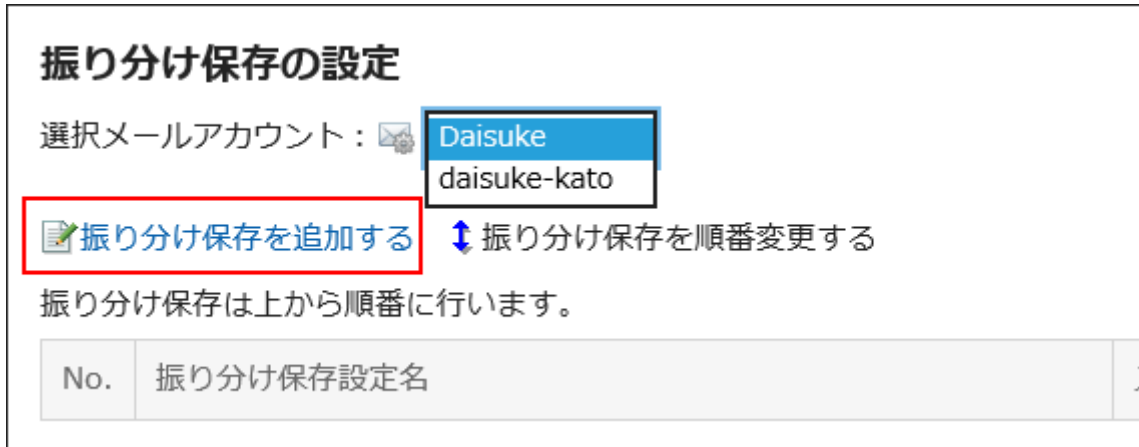 振り分け保存の設定
選択メールアカウント： Daisuke
daisuke-kato
振り分け保存を追加する 振り分け保存を順番変更する
振り分け保存は上から順番に行います。
No. 振り分け保存設定名